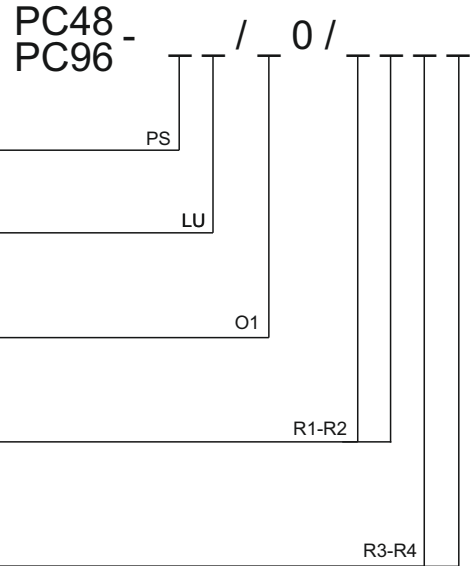 PC48
PC96 - _ _ / _ 0 / _ _ _ _
PS
LU
O1
R1-R2
R3-R4